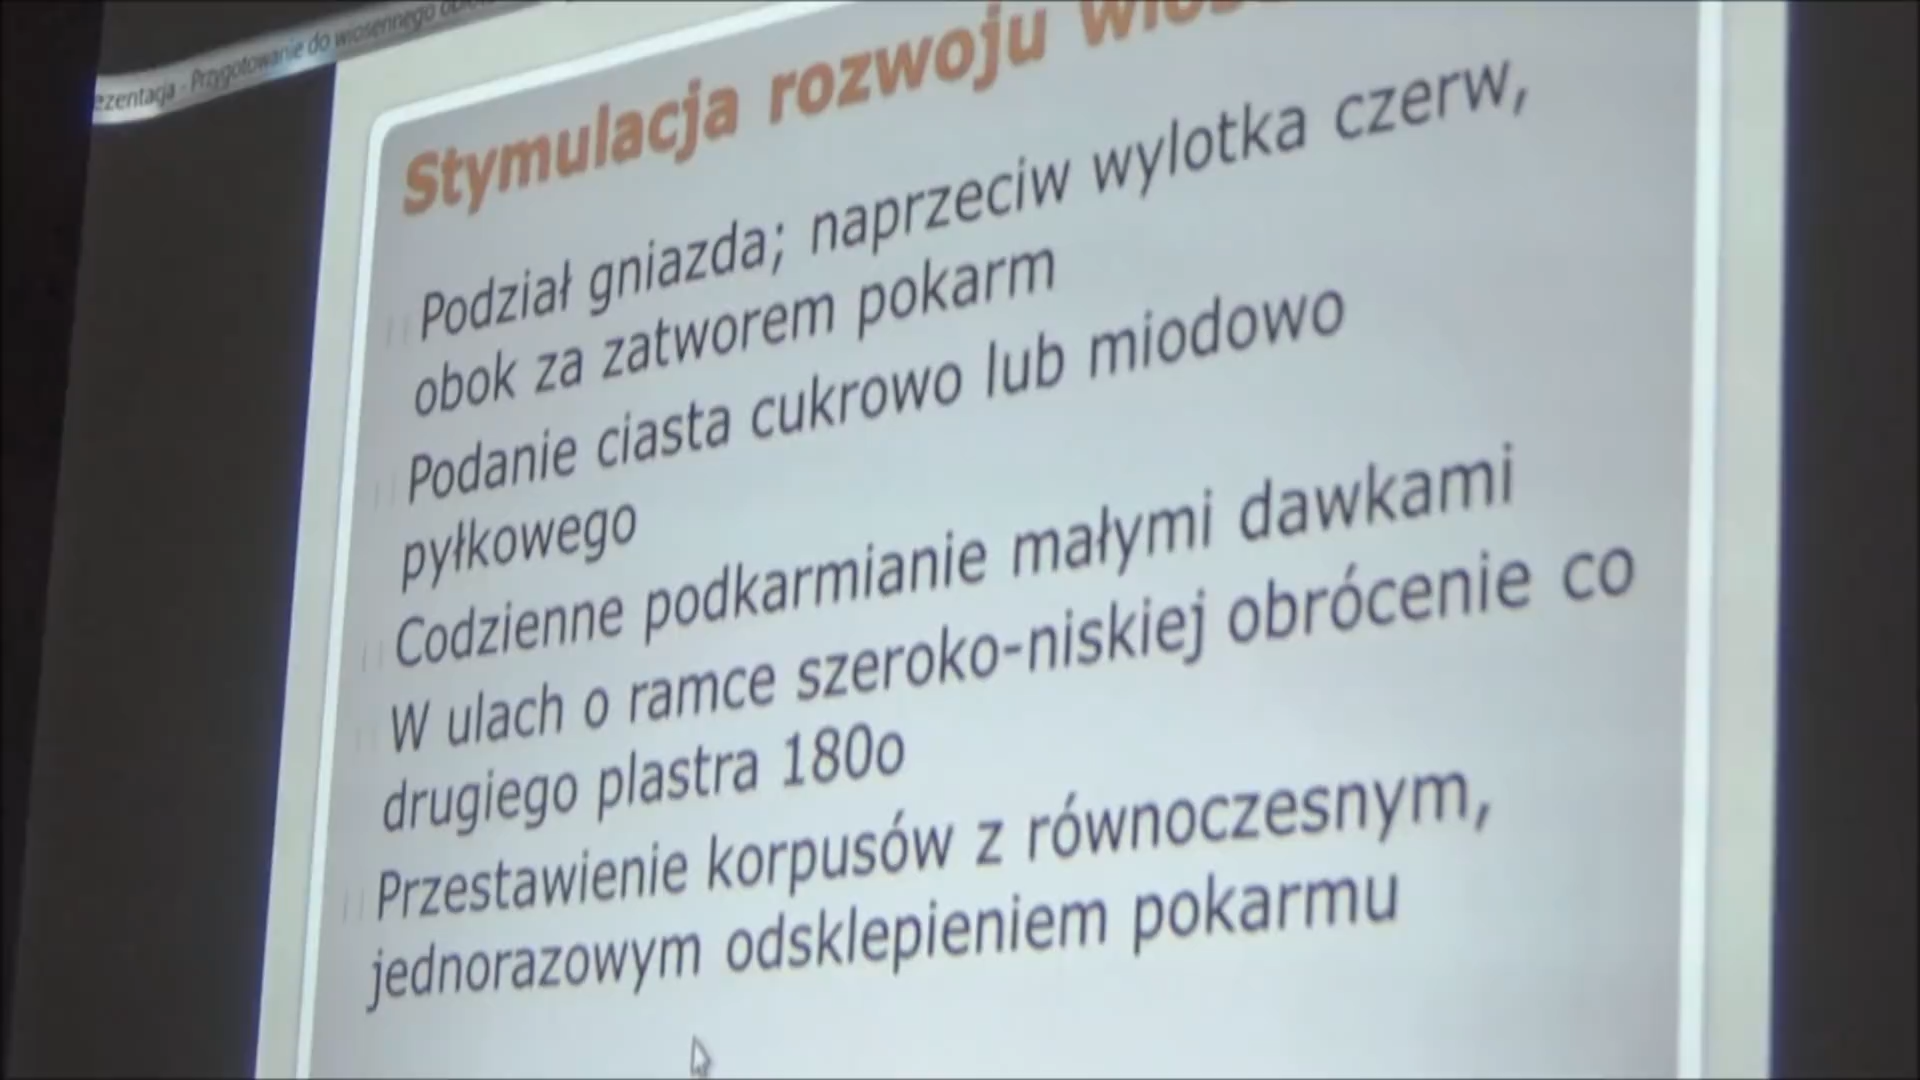 ezentacja - Przygotowanie do wiosennego
Stymulacja rozwoju
Podział gniazda; naprzeciw wylotka czerw,
obok za zatworem pokarm
Podanie ciasta cukrowo lub miodowo
pyłkowego
Codzienne podkarmianie małymi dawkami
W ulach o ramce szeroko-niskiej obrócenie co
drugiego plastra 180o
Przestawienie korpusów z równoczesnym,
jednorazowym odsklepieniem pokarmu